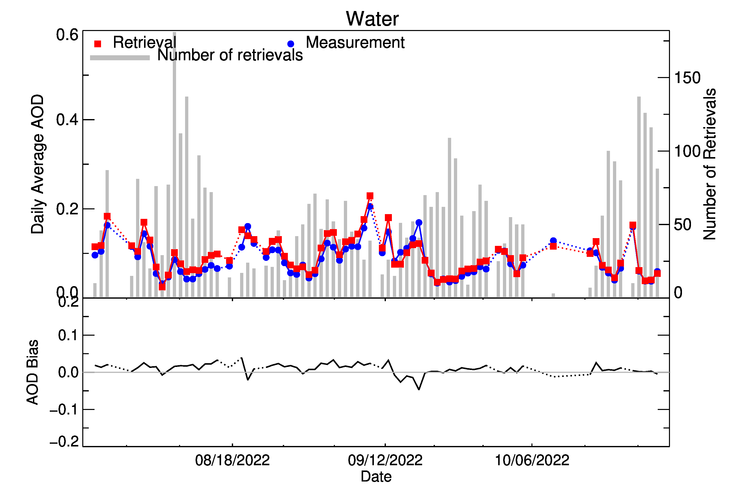 Water
Retrieval
Measurement
Number of retrievals
Daily Average AOD
0.6
0.4
0.2
0.0
150
100
50
0
Number of Retrievals
AOD Bias
0.2
0.1
0.0
−0.1
−0.2
08/18/2022
09/12/2022
10/06/2022
Date